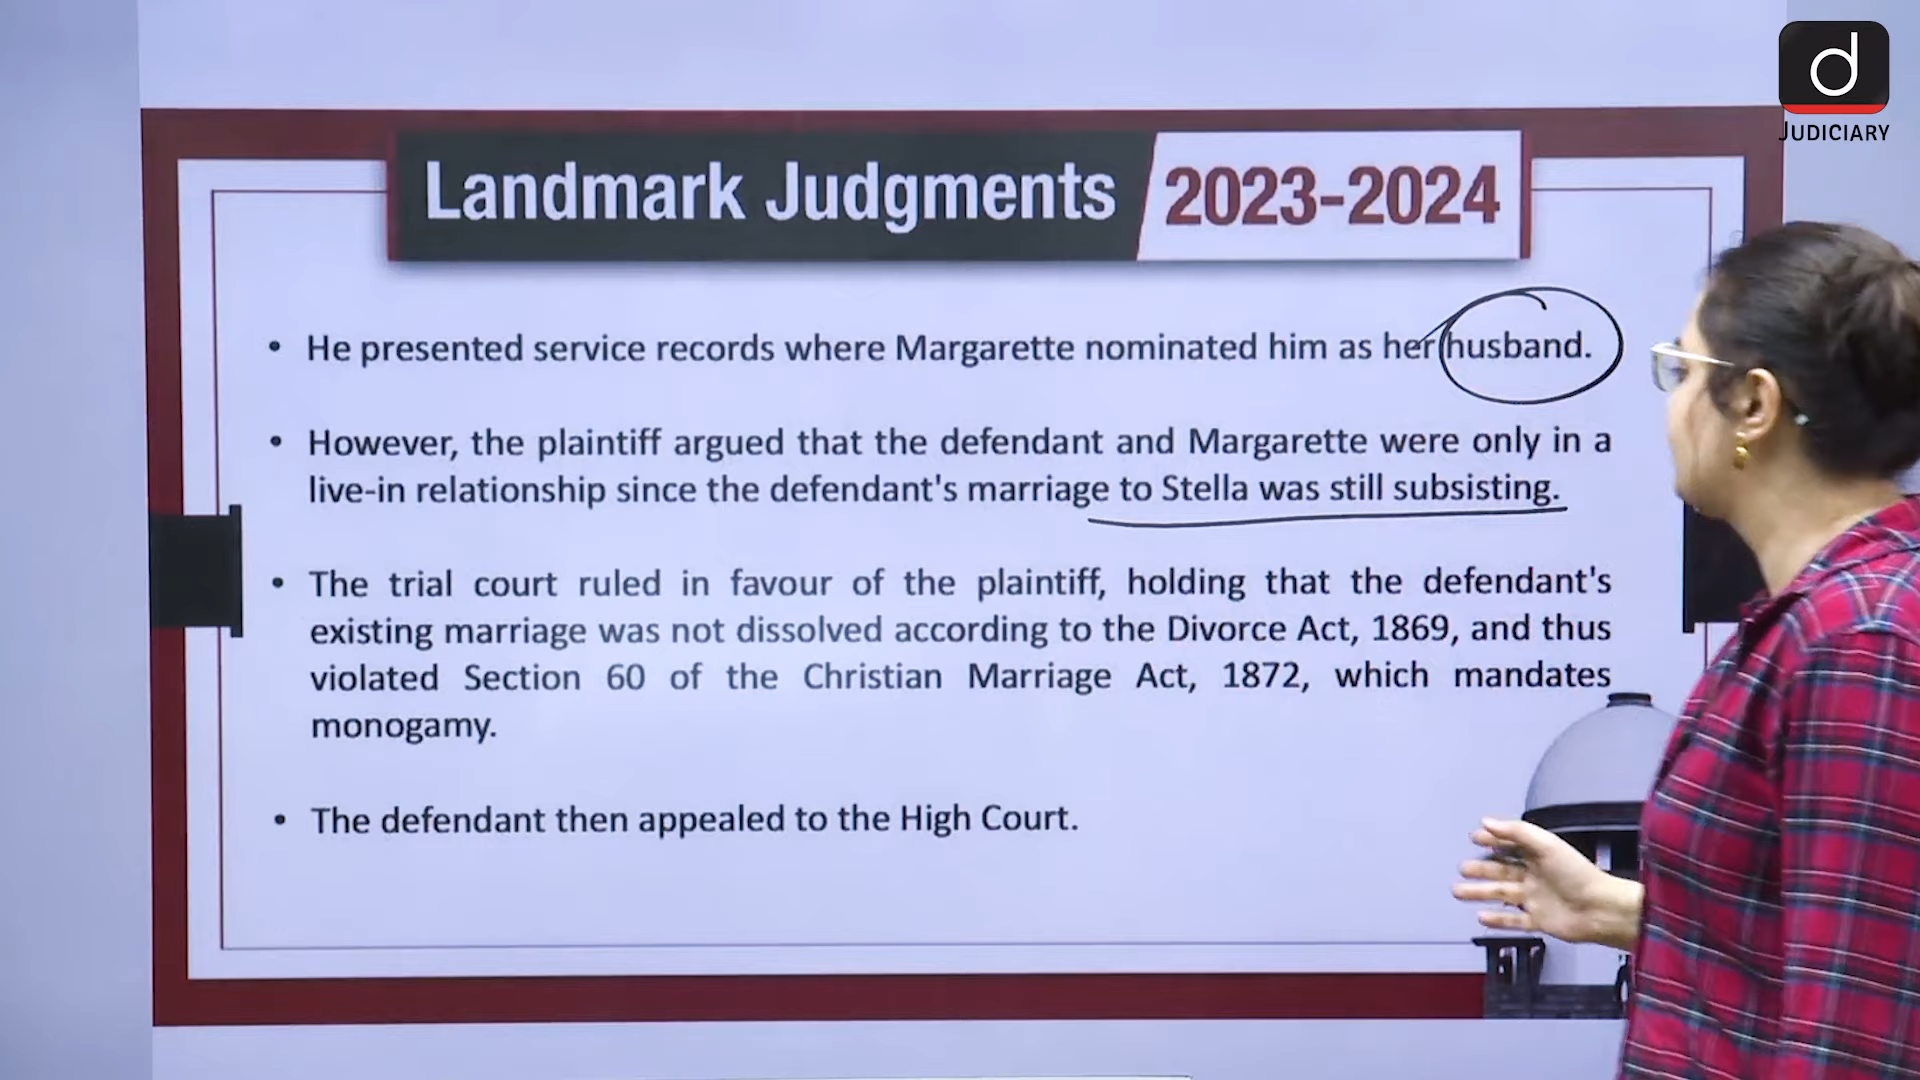 d
JUDICIARY
Landmark Judgments 2023-2024
• He presented service records where Margarette nominated him as her husband.
• However, the plaintiff argued that the defendant and Margarette were only in a
live-in relationship since the defendant's marriage to Stella was still subsisting.
• The trial court ruled in favour of the plaintiff, holding that the defendant's
existing marriage was not dissolved according to the Divorce Act, 1869, and thus
violated Section 60 of the Christian Marriage Act, 1872, which mandates
monogamy.
• The defendant then appealed to the High Court.